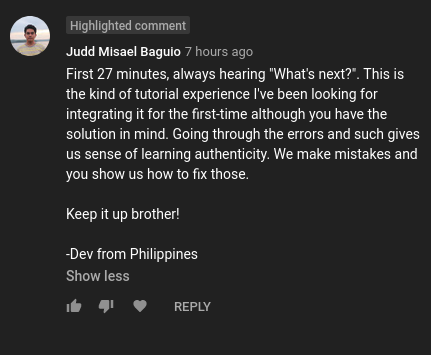 Highlighted comment
Judd Misael Baguio 7 hours ago
First 27 minutes, always hearing "What's next?". This is
the kind of tutorial experience I've been looking for
integrating it for the first-time although you have the
solution in mind. Going through the errors and such gives
us sense of learning authenticity. We make mistakes and
you show us how to fix those.
Keep it up brother!
-Dev from Philippines
Show less
REPLY